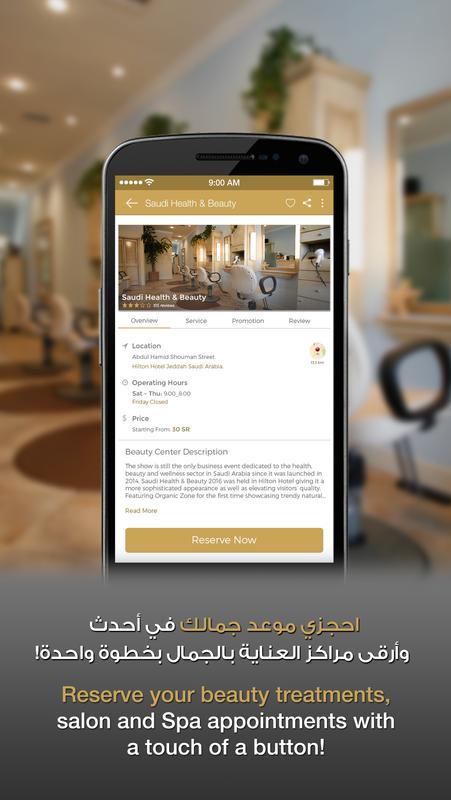 9:00 AM
Saudi Health & Beauty
Saudi Health & Beauty
Overview Service Promotion Review
Location
Abdul Hamid Shouman Street.
Hilton Hotel Jeddah Saudi Arabia.
Operating Hours
Sat – Thu: 9:00_8:00
Friday Closed
$ Price
Starting From: 30 SR
Beauty Center Description
The show is still the only business event dedicated to the health,
beauty and wellness sector in Saudi Arabia since it was launched in
2014. Saudi Health & Beauty 2016 was held in Hilton Hotel giving it a
more sophisticated appearance as well as elevating visitors' quality.
Featuring Organic Zone for the first time showcasing trendy natural...
Read More
Reserve Now
احجزي موعد جمالك في أحدث
وأرقى مراكز العناية بالجمال بخطوة واحدة!
Reserve your beauty treatments,
salon and Spa appointments with
a touch of a button!